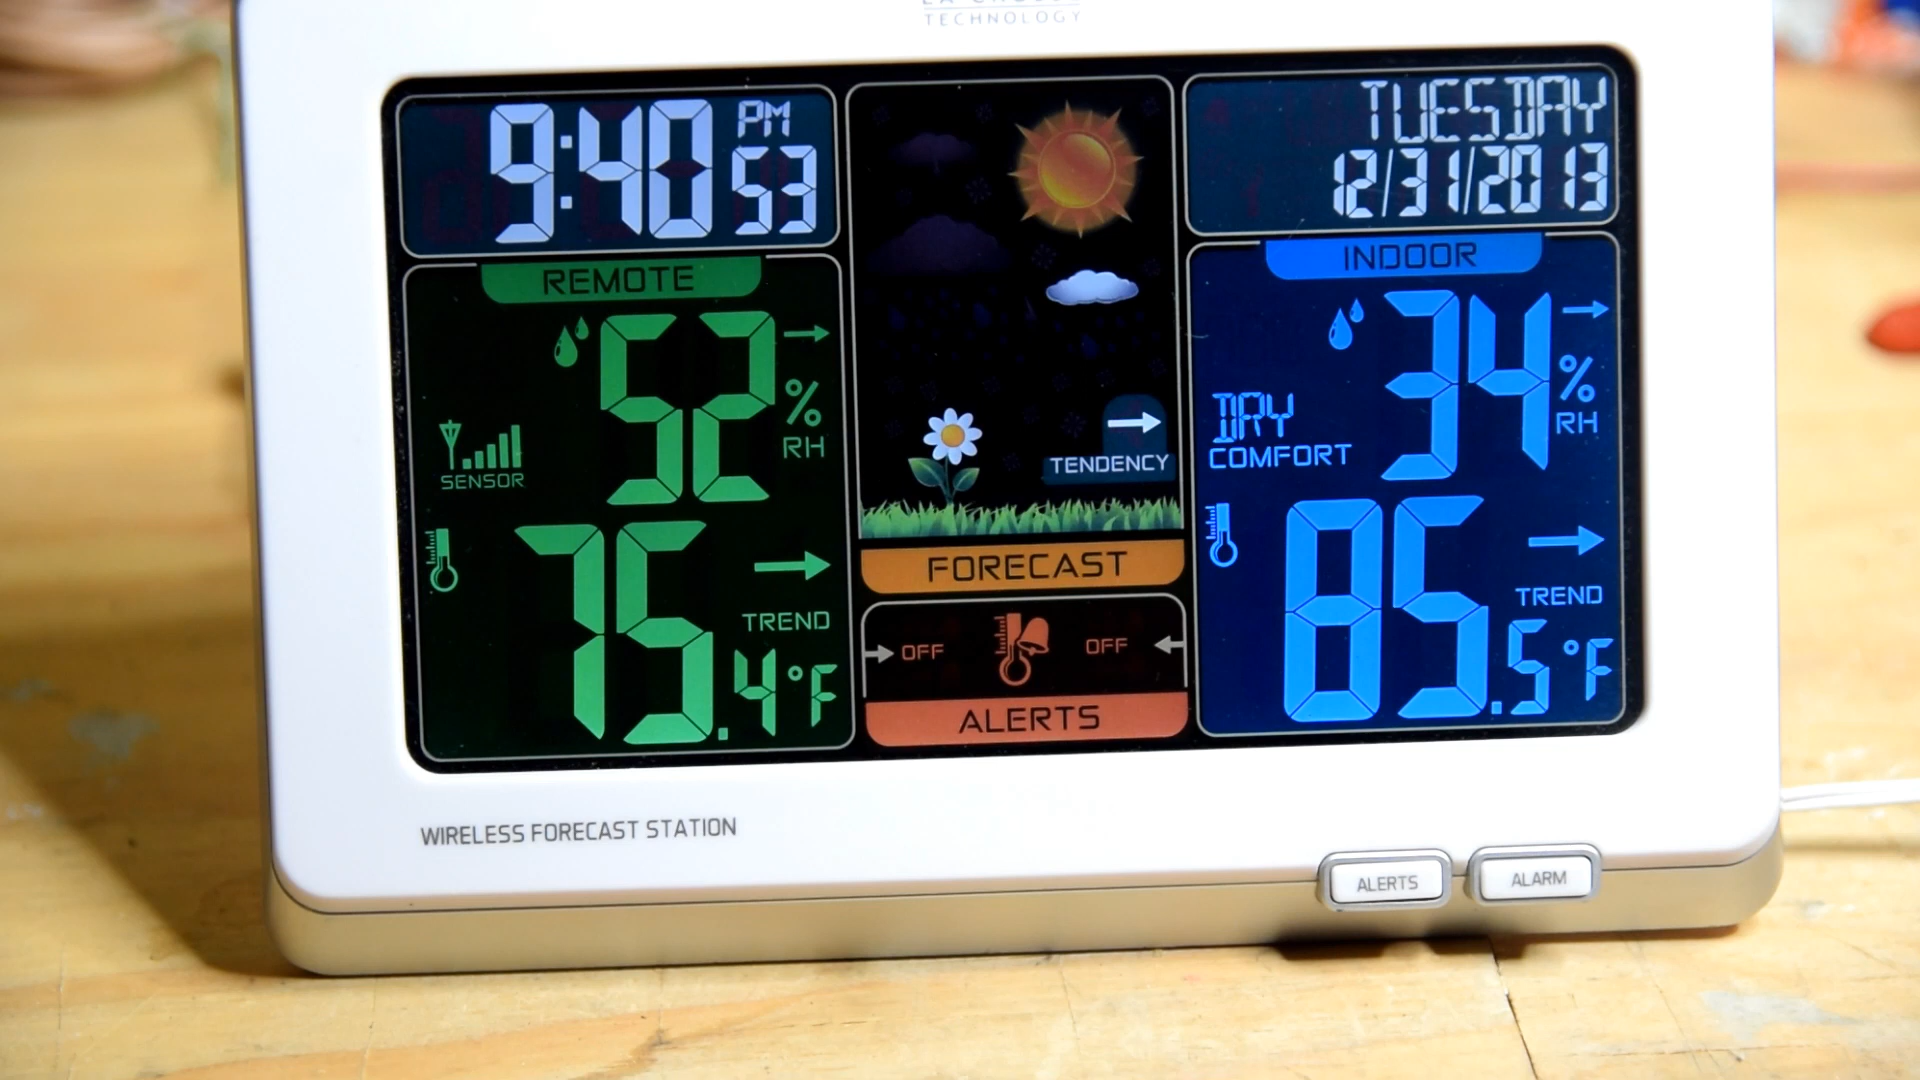 TECHNOLOGY
9:40 PM 53
TUESDAY
12/31/2013
REMOTE
52 % RH
SENSOR
75.4 °F
TREND
TENDENCY
FORECAST
OFF OFF
ALERTS
INDOOR
34 % RH
DRY
COMFORT
85.5 °F
TREND
WIRELESS FORECAST STATION
ALERTS
ALARM